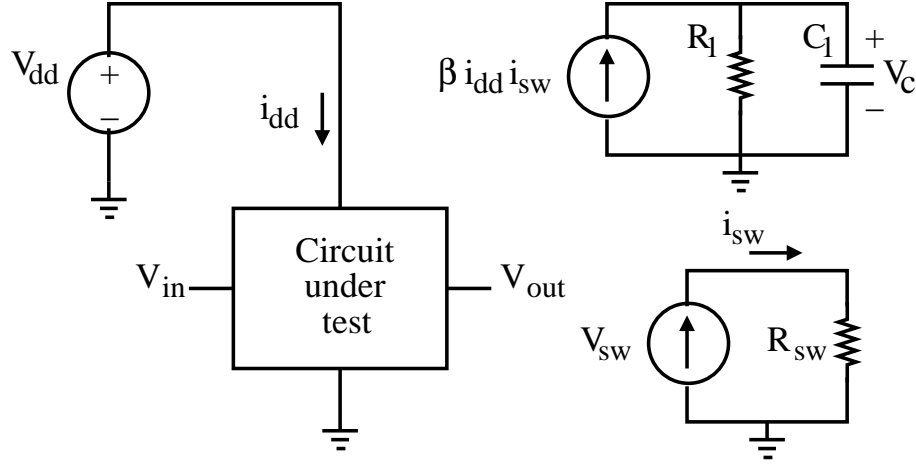 V_dd
+
−
i_dd
Circuit
under
test
V_in
V_out
β i_dd i_sw
R_1
C_1
+
V_c
−
i_sw
V_sw
R_sw